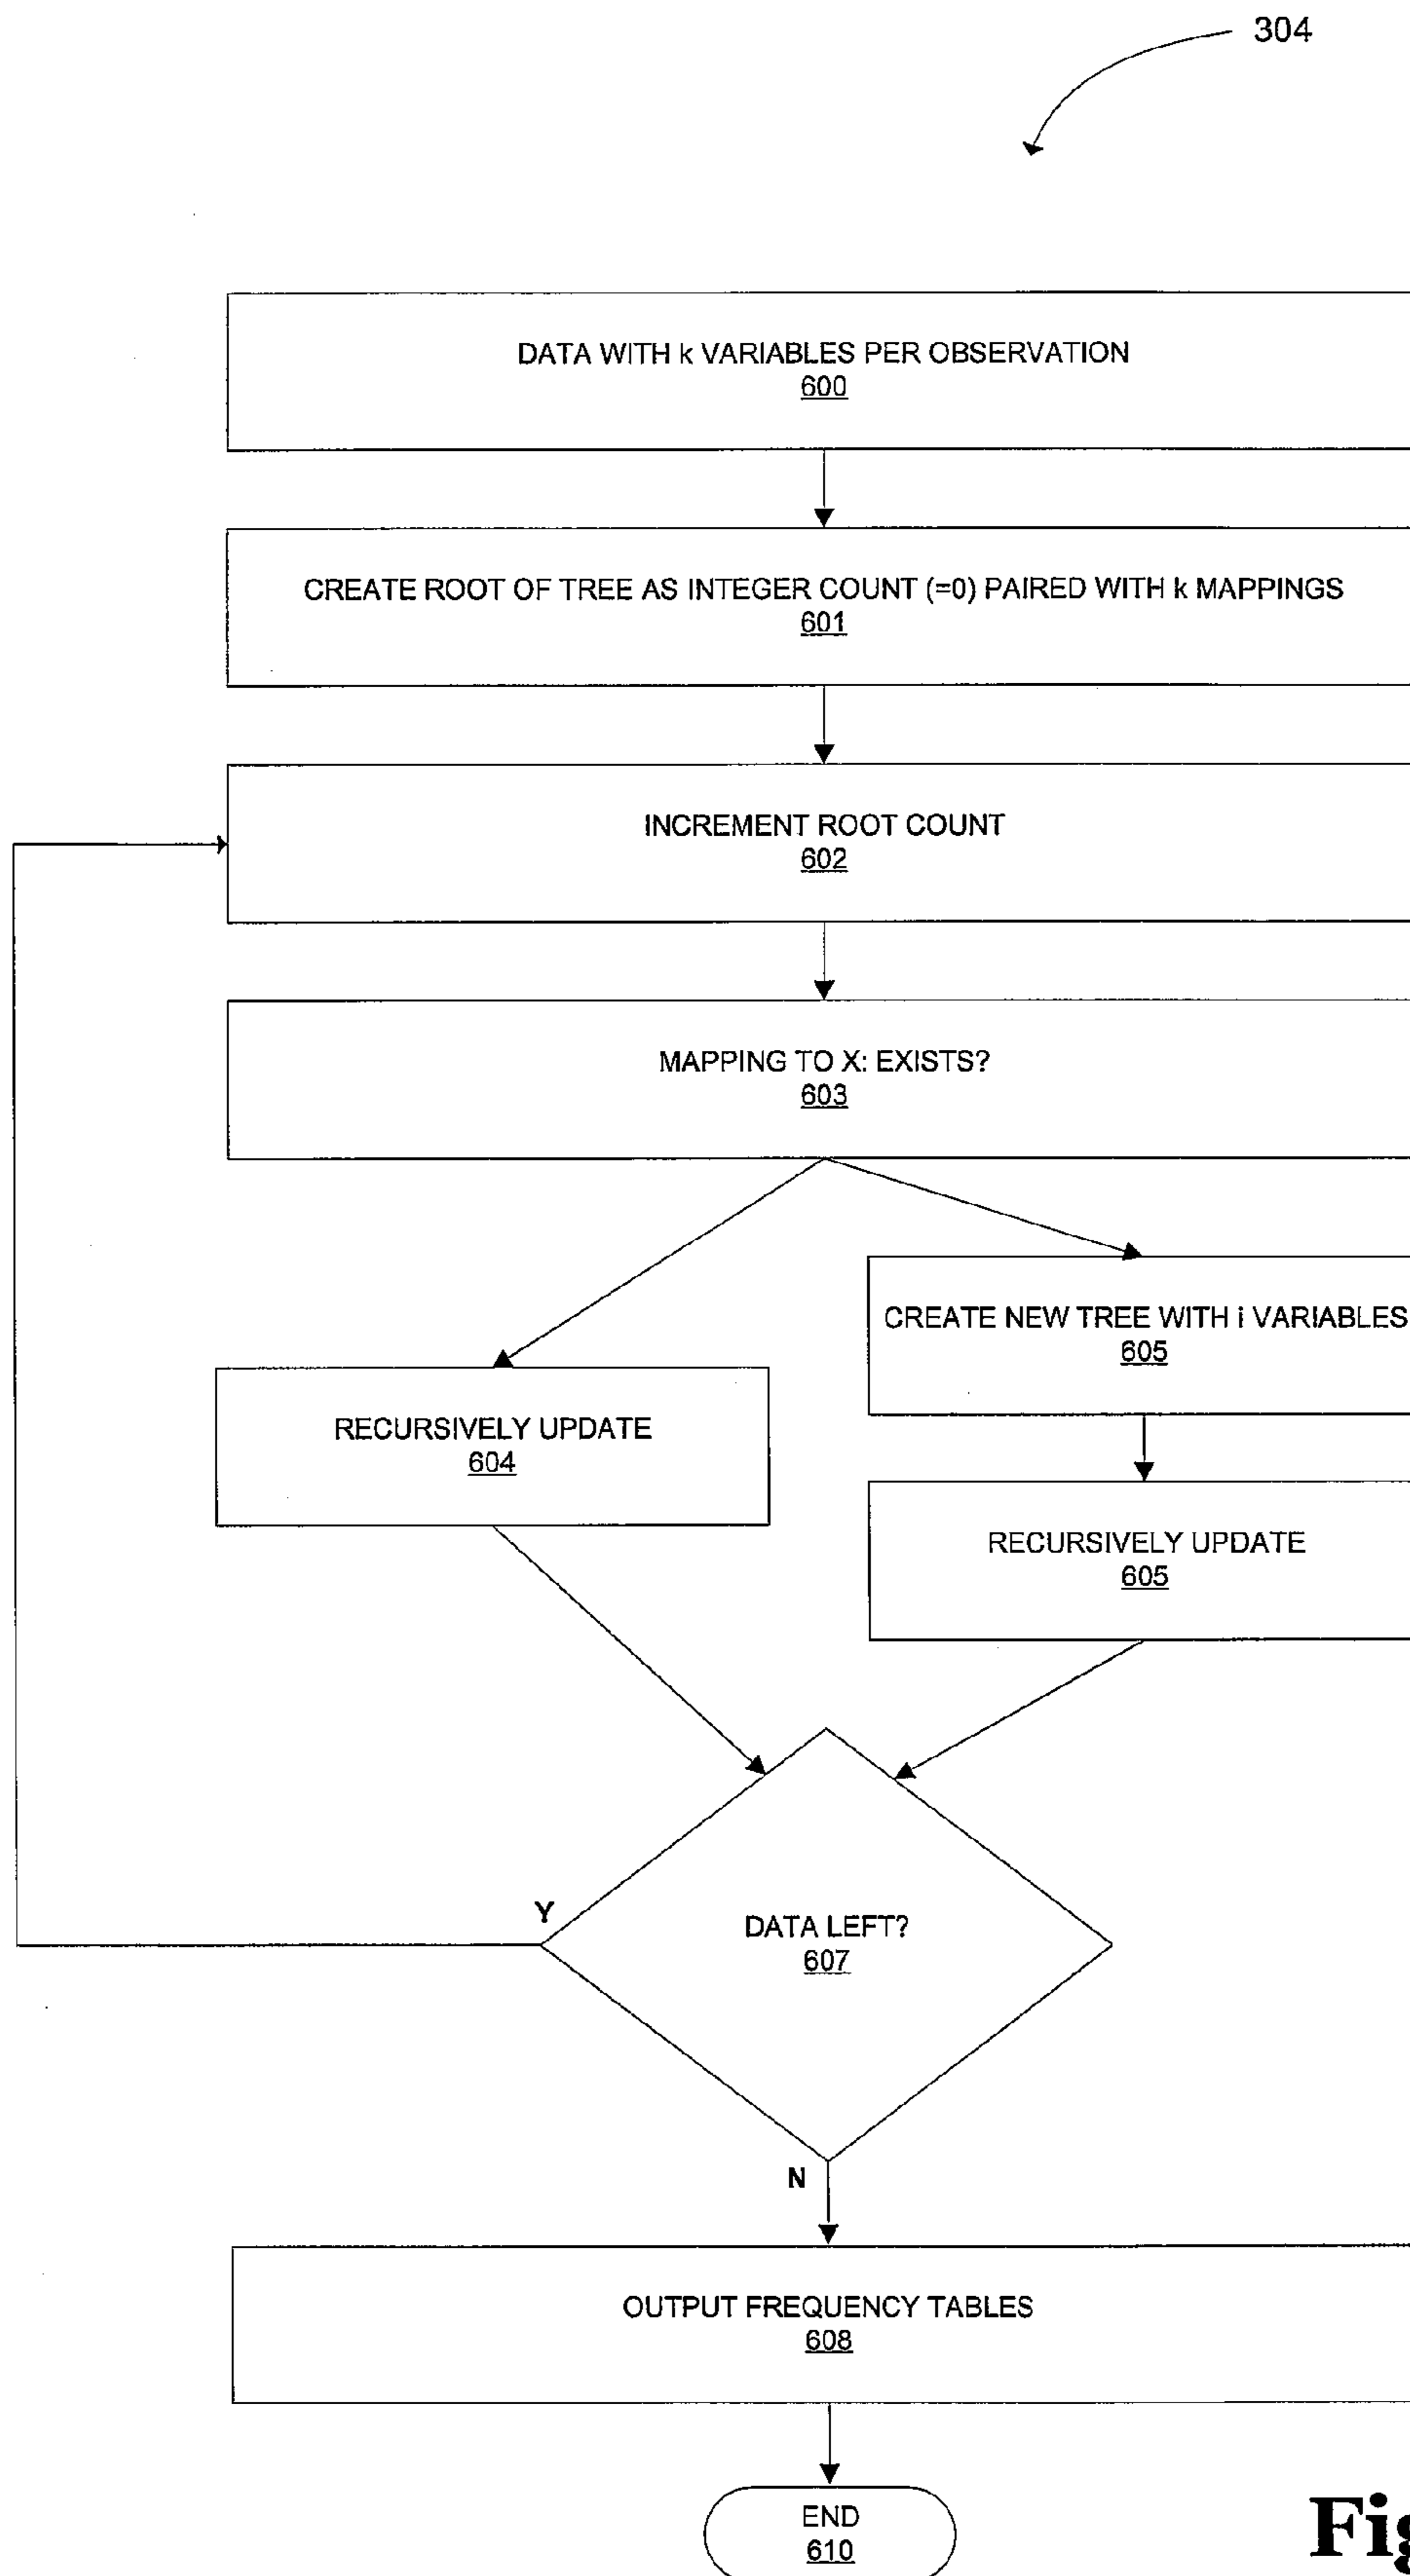 304
DATA WITH k VARIABLES PER OBSERVATION
600
CREATE ROOT OF TREE AS INTEGER COUNT (=0) PAIRED WITH k MAPPINGS
601
INCREMENT ROOT COUNT
602
MAPPING TO X: EXISTS?
603
CREATE NEW TREE WITH i VARIABLES
605
RECURSIVELY UPDATE
604
RECURSIVELY UPDATE
605
Y
DATA LEFT?
607
N
OUTPUT FREQUENCY TABLES
608
END
610